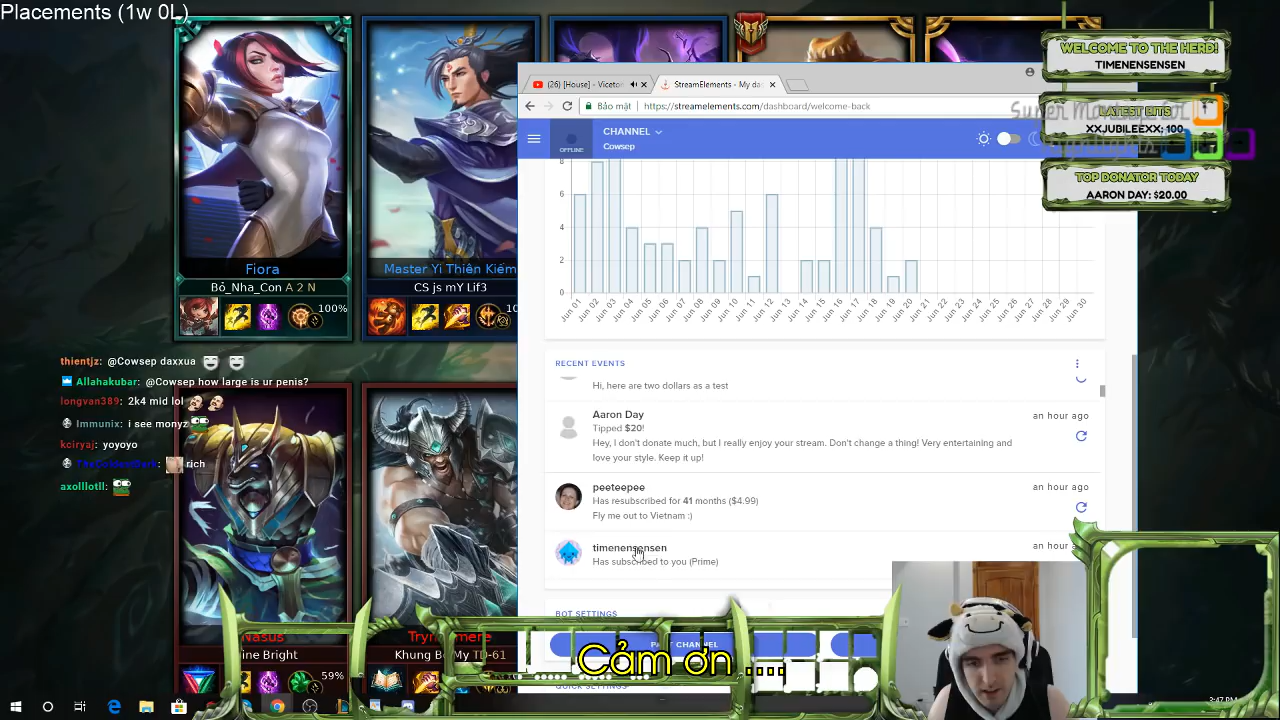 Placements (1w 0L)
WELCOME TO THE HERD!
TIMENENSENSEN
LATEST BITS
XXJUBILEEXX: 100
TOP DONATOR TODAY
AARON DAY: $20.00
(26) [House] - Viceto
StreamElements - My da
Bảo mật
https://streamelements.com/dashboard/welcome-back
OFFLINE
CHANNEL
Cowsep
8
6
4
2
0
Jun 01
Jun 02
Jun 03
Jun 04
Jun 05
Jun 06
Jun 07
Jun 08
Jun 09
Jun 10
Jun 11
Jun 12
Jun 13
Jun 14
Jun 15
Jun 16
Jun 17
Jun 18
Jun 19
Jun 20
Jun 21
Jun 22
Jun 23
Jun 24
Jun 25
Jun 26
Jun 27
Jun 28
Jun 29
Jun 30
Fiora
Bỏ_Nha_Con A 2 N
100%
Master Yi Thiên Kiếm
CS js mY Lif3
thientjz: @Cowsep daxxua
Allahakubar: @Cowsep how large is ur penis?
longvan389: 2k4 mid lol
Immunix: i see monyz
kciryaj: yoyoyo
rich
axolllotll:
RECENT EVENTS
Hi, here are two dollars as a test
Aaron Day
an hour ago
Tipped $20!
Hey, I don't donate much, but I really enjoy your stream. Don't change a thing! Very entertaining and
love your style. Keep it up!
peeteepee
an hour ago
Has resubscribed for 41 months ($4.99)
Fly me out to Vietnam :)
timenensensen
an hour
Has subscribed to you (Prime)
BOT SETTINGS
CHANNEL
Nasus
ine Bright
59%
Khung Bố My TD-61
Cảm ơn ....